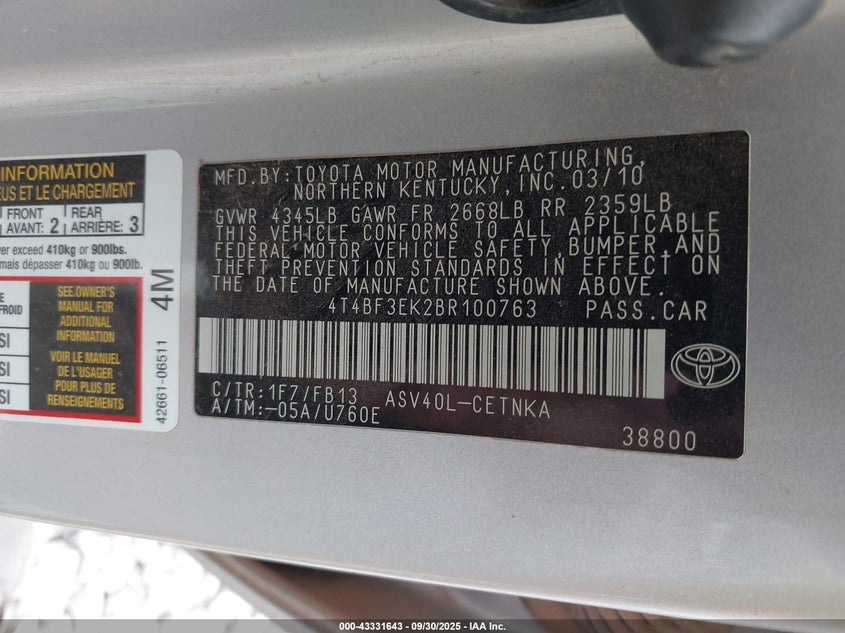 INFORMATION
EUS ET LE CHARGEMENT
FRONT
AVANT: 2
REAR
ARRIÈRE: 3
exceed 410kg or 900lbs.
mais dépasser 410kg ou 900lb.
FROID
SI
SI
SI
SEE OWNER'S
MANUAL FOR
ADDITIONAL
INFORMATION
VOIR LE MANUEL
DE L'USAGER
POUR PLUS DE
RENSEIGNEMENTS
4M
42661-06511
MFD.BY:TOYOTA MOTOR MANUFACTURING,
NORTHERN KENTUCKY,INC.03/10
GVWR 4345LB GAWR FR 2668LB RR 2359LB
THIS VEHICLE CONFORMS TO ALL APPLICABLE
FEDERAL MOTOR VEHICLE SAFETY,BUMPER,AND
THEFT PREVENTION STANDARDS IN EFFECT ON
THE DATE OF MANUFACTURE SHOWN ABOVE.
4T4BF3EK2BR100763 PASS.CAR
C/TR:1F7/FB13 ASV40L-CETNKA
A/TM:-05A/U760E
38800
000-43331643 | 09/30/2025 | IAA Inc.